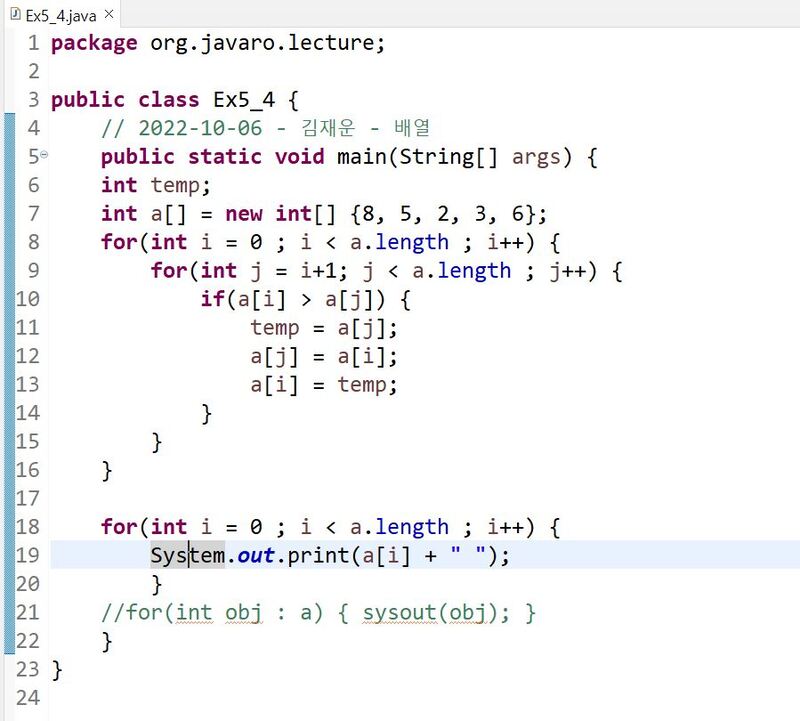 Ex5_4.java
1 package org.javaro.lecture;
2
3 public class Ex5_4 {
4 // 2022-10-06 - 김재운 - 배열
5 public static void main(String[] args) {
6 int temp;
7 int a[] = new int[] {8, 5, 2, 3, 6};
8 for(int i = 0 ; i < a.length ; i++) {
9 for(int j = i+1; j < a.length ; j++) {
10 if(a[i] > a[j]) {
11 temp = a[j];
12 a[j] = a[i];
13 a[i] = temp;
14 }
15 }
16 }
17
18 for(int i = 0 ; i < a.length ; i++) {
19 System.out.print(a[i] + " ");
20 }
21 //for(int obj : a) { sysout(obj); }
22 }
23 }
24